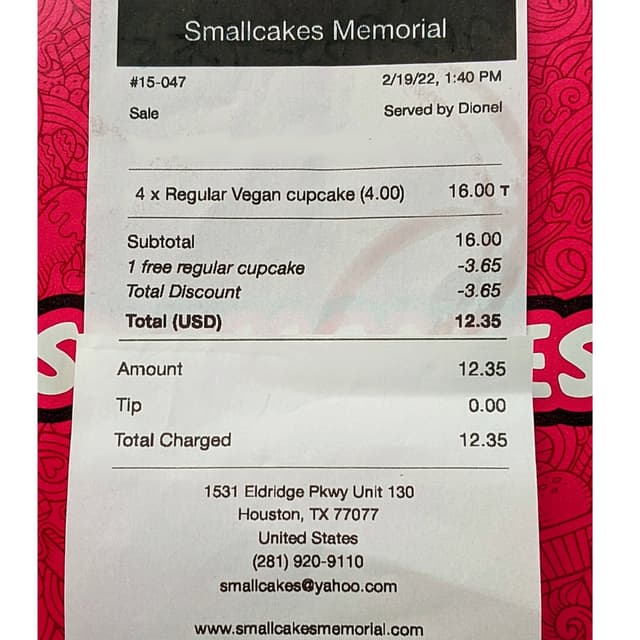 Smallcakes Memorial
#15-047 2/19/22, 1:40 PM
Sale Served by Dionel
4 x Regular Vegan cupcake (4.00) 16.00 T
Subtotal 16.00
1 free regular cupcake -3.65
Total Discount -3.65
Total (USD) 12.35
Amount 12.35
Tip 0.00
Total Charged 12.35
1531 Eldridge Pkwy Unit 130
Houston, TX 77077
United States
(281) 920-9110
smallcakes@yahoo.com
www.smallcakesmemorial.com
S ES